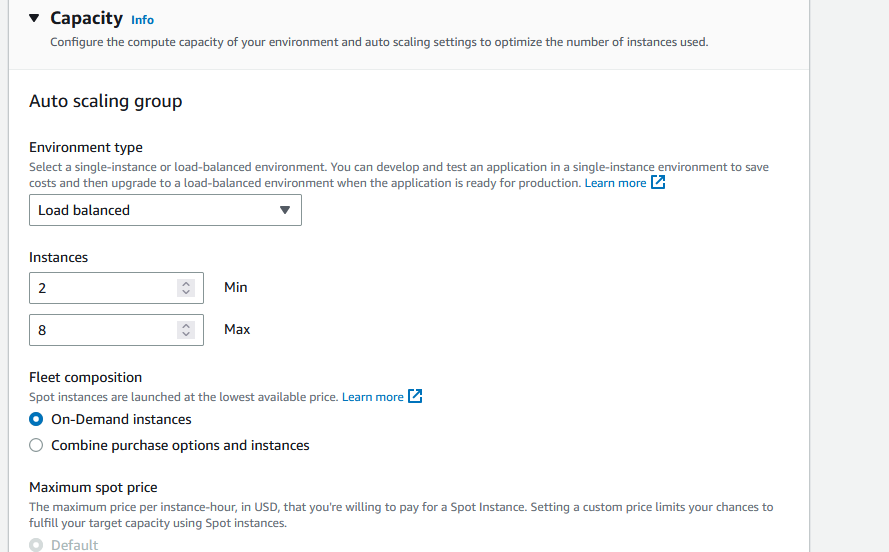 Capacity Info
Configure the compute capacity of your environment and auto scaling settings to optimize the number of instances used.
Auto scaling group
Environment type
Select a single-instance or load-balanced environment. You can develop and test an application in a single-instance environment to save
costs and then upgrade to a load-balanced environment when the application is ready for production. Learn more
Load balanced
Instances
2 Min
8 Max
Fleet composition
Spot instances are launched at the lowest available price. Learn more
On-Demand instances
Combine purchase options and instances
Maximum spot price
The maximum price per instance-hour, in USD, that you're willing to pay for a Spot Instance. Setting a custom price limits your chances to
fulfill your target capacity using Spot instances.
Default